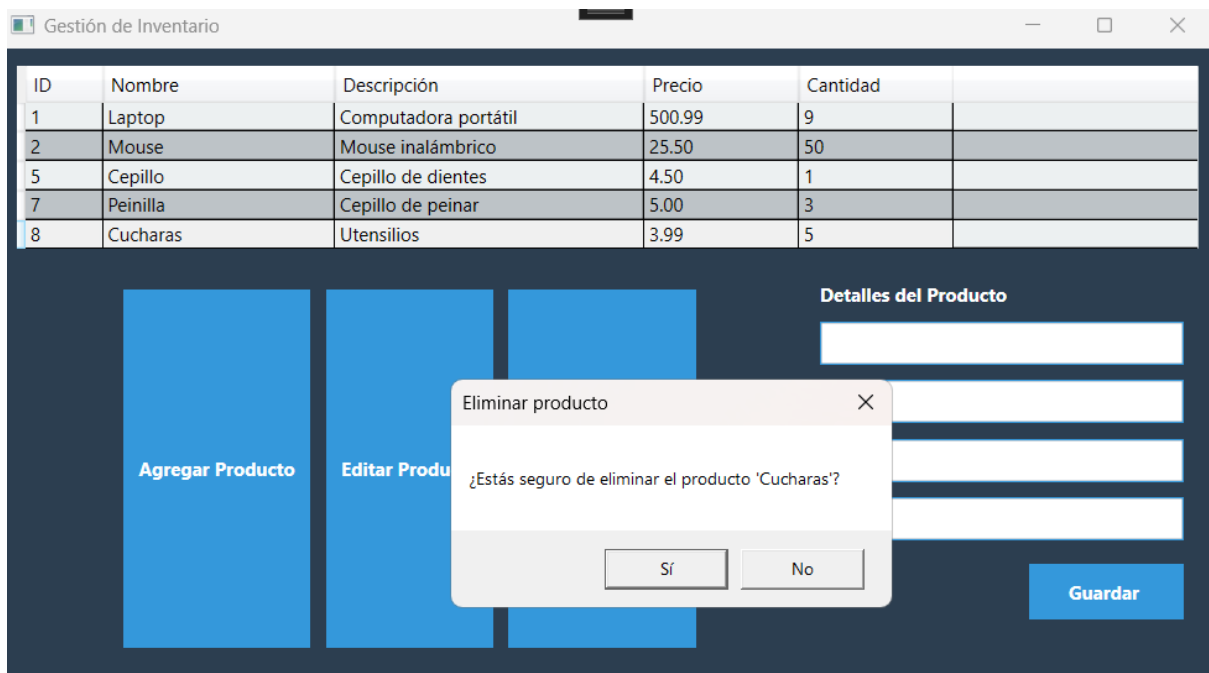 Gestión de Inventario
ID Nombre Descripción Precio Cantidad
1 Laptop Computadora portátil 500.99 9
2 Mouse Mouse inalámbrico 25.50 50
5 Cepillo Cepillo de dientes 4.50 1
7 Peinilla Cepillo de peinar 5.00 3
8 Cucharas Utensilios 3.99 5
Detalles del Producto
Agregar Producto
Editar Produ
Eliminar producto
¿Estás seguro de eliminar el producto 'Cucharas'?
Sí No
Guardar